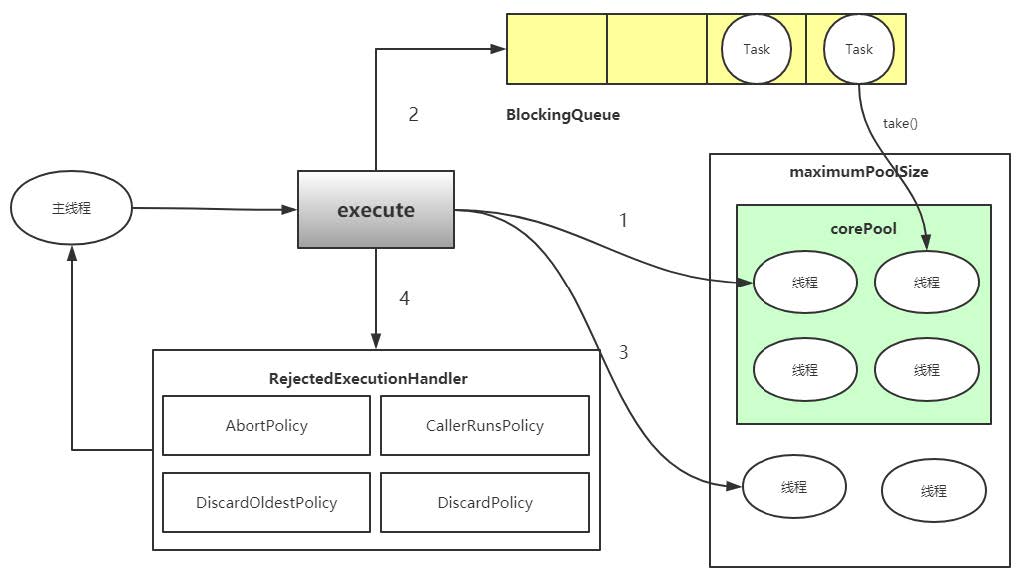 Task
Task
BlockingQueue
2
take()
maximumPoolSize
主线程
execute
1
corePool
线程
线程
4
3
线程
线程
RejectedExecutionHandler
AbortPolicy
CallerRunsPolicy
线程
线程
DiscardOldestPolicy
DiscardPolicy